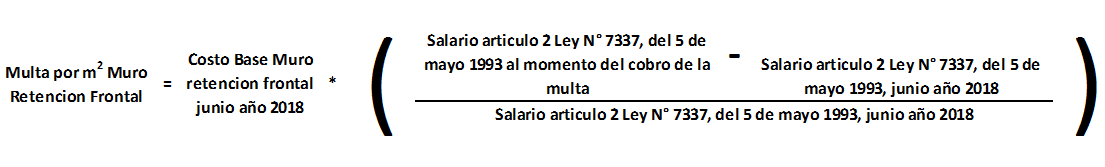 Multa por m2 Muro
Retencion Frontal
=
Costo Base Muro
retencion frontal
junio año 2018
*
(
Salario articulo 2 Ley N° 7337, del 5 de
mayo 1993 al momento del cobro de la
multa
-
Salario articulo 2 Ley N° 7337, del 5 de
mayo 1993, junio año 2018
Salario articulo 2 Ley N° 7337, del 5 de mayo 1993, junio año 2018
)